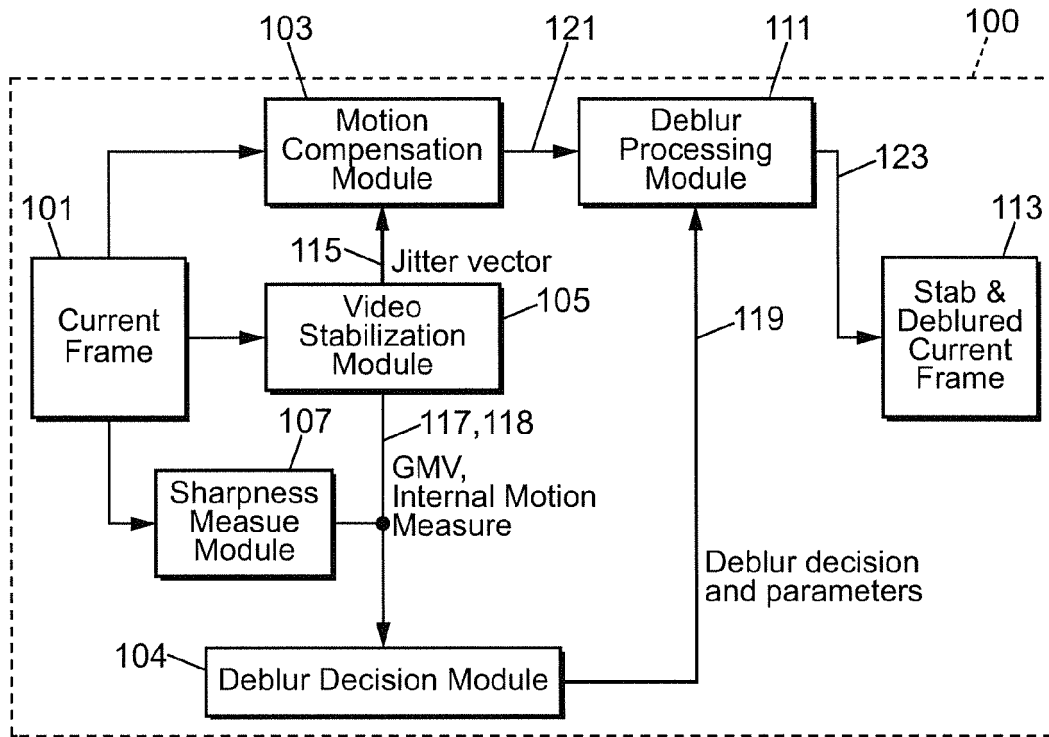 100
103
121
111
Motion
Compensation
Module
Deblur
Processing
Module
123
101
113
Current
Frame
115
Jitter vector
Video
Stabilization
Module
105
119
Stab &
Deblured
Current
Frame
107
117,118
GMV,
Internal Motion
Measure
Sharpness
Measue
Module
Deblur decision
and parameters
104
Deblur Decision Module